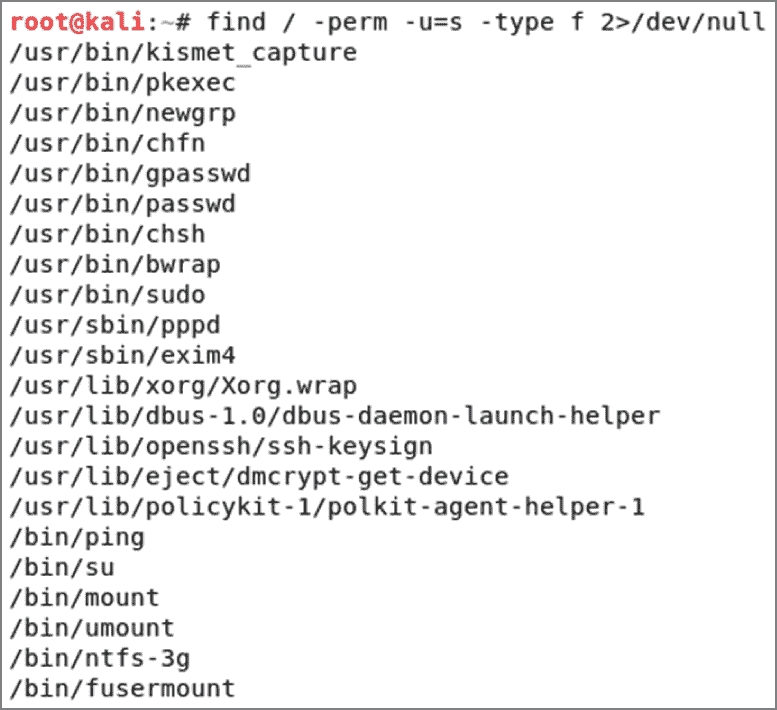 root@kali:~# find / -perm -u=s -type f 2>/dev/null
/usr/bin/kismet_capture
/usr/bin/pkexec
/usr/bin/newgrp
/usr/bin/chfn
/usr/bin/gpasswd
/usr/bin/passwd
/usr/bin/chsh
/usr/bin/bwrap
/usr/bin/sudo
/usr/sbin/pppd
/usr/sbin/exim4
/usr/lib/xorg/Xorg.wrap
/usr/lib/dbus-1.0/dbus-daemon-launch-helper
/usr/lib/openssh/ssh-keysign
/usr/lib/eject/dmcrypt-get-device
/usr/lib/policykit-1/polkit-agent-helper-1
/bin/ping
/bin/su
/bin/mount
/bin/umount
/bin/ntfs-3g
/bin/fusermount